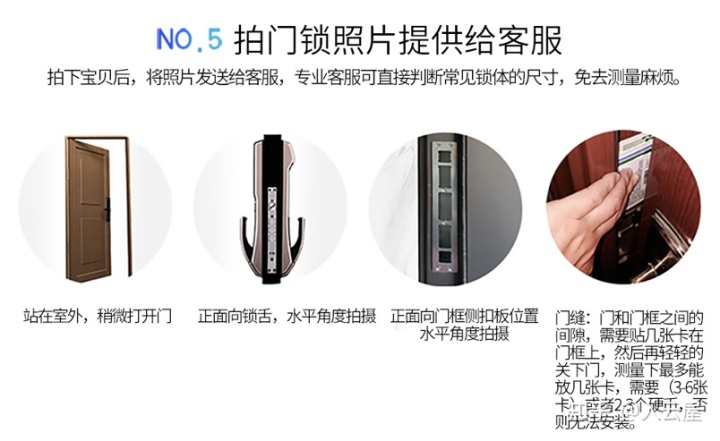 NO.5 拍门锁照片提供给客服
拍下宝贝后，将照片发送给客服，专业客服可直接判断常见锁体的尺寸，免去测量麻烦。
站在室外，稍微打开门
正面向锁舌，水平角度拍摄
正面向门框侧扣板位置
水平角度拍摄
门缝：门和门框之间的
间隙，需要贴几张卡在
门框上，然后再轻轻的
关下门，测量下最多能
放几张卡，需要（3-6张
卡）或者2-3个硬币，否
则无法安装。
知乎 @人云屋